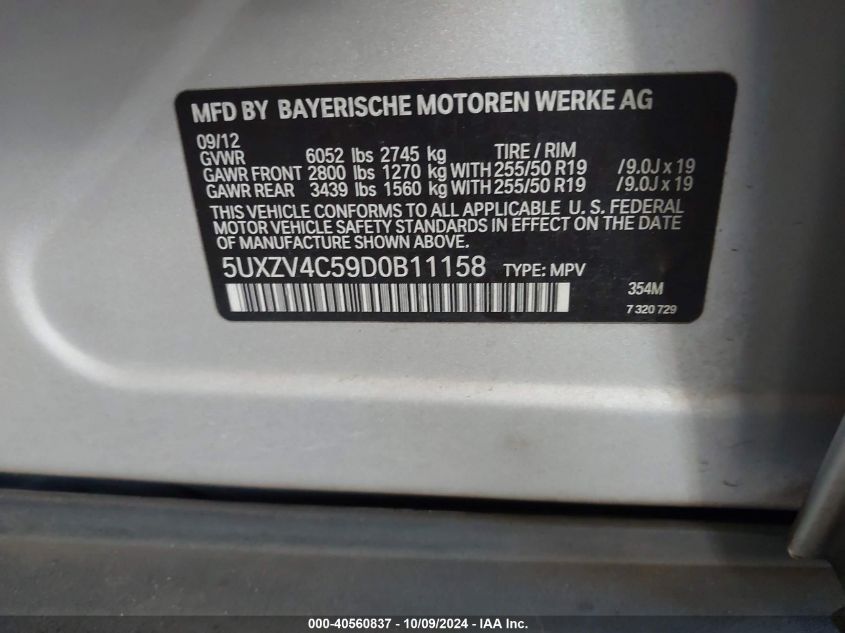 MFD BY BAYERISCHE MOTOREN WERKE AG
09/12
GVWR 6052 lbs 2745 kg TIRE / RIM
GAWR FRONT 2800 lbs 1270 kg WITH 255/50 R19 /9.0J x 19
GAWR REAR 3439 lbs 1560 kg WITH 255/50 R19 /9.0J x 19
THIS VEHICLE CONFORMS TO ALL APPLICABLE U. S. FEDERAL
MOTOR VEHICLE SAFETY STANDARDS IN EFFECT ON THE DATE
OF MANUFACTURE SHOWN ABOVE.
5UXZV4C59D0B11158 TYPE: MPV
354M
7 320 729
000-40560837 - 10/09/2024 - IAA Inc.